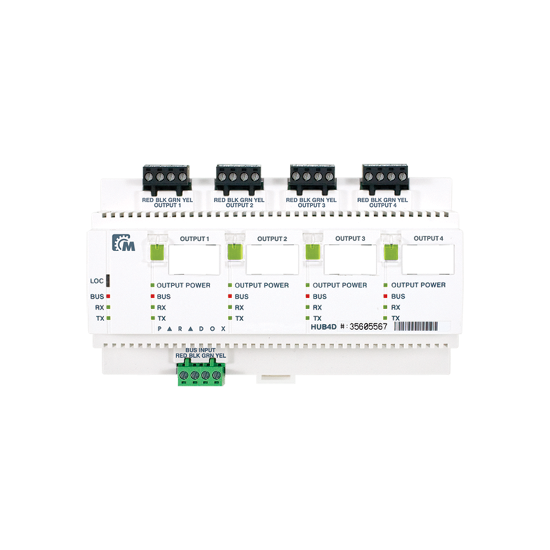 RED BLK GRN YEL RED BLK GRN YEL RED BLK GRN YEL RED BLK GRN YEL
OUTPUT 1 OUTPUT 2 OUTPUT 3 OUTPUT 4
M OUTPUT 1 OUTPUT 2 OUTPUT 3 OUTPUT 4
LOC OUTPUT POWER OUTPUT POWER OUTPUT POWER OUTPUT POWER
BUS BUS BUS BUS BUS
RX RX RX RX RX
TX TX TX TX TX
PARADOX HUB4D #: 35605567
BUS INPUT
RED BLK GRN YEL